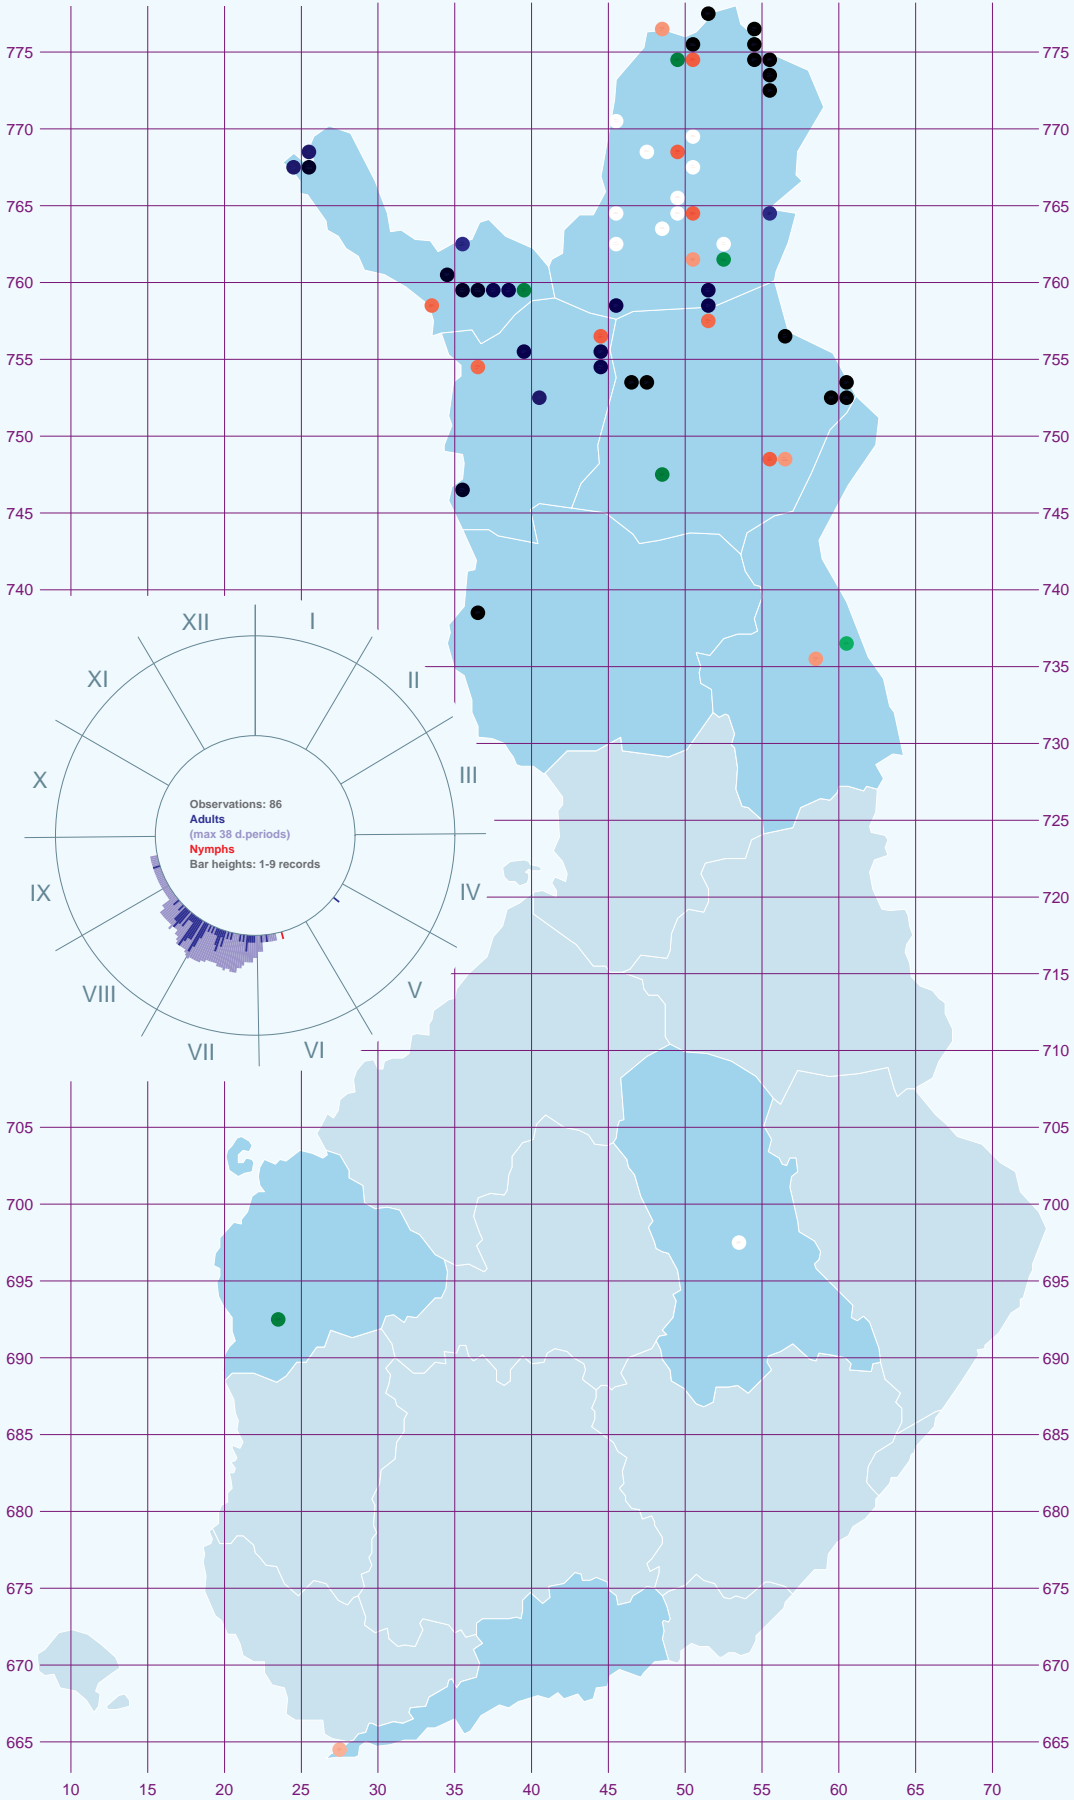 775 775
770 770
765 765
760 760
755 755
750 750
745 745
740 740
735
730
725
720
715
710
705 705
700 700
695 695
690 690
685 685
680 680
675 675
670 670
665 665
10 15 20 25 30 35 40 45 50 55 60 65 70
XII I
XI II
X III
IX IV
VIII V
VII VI
Observations: 86
Adults
(max 38 d.periods)
Nymphs
Bar heights: 1-9 records